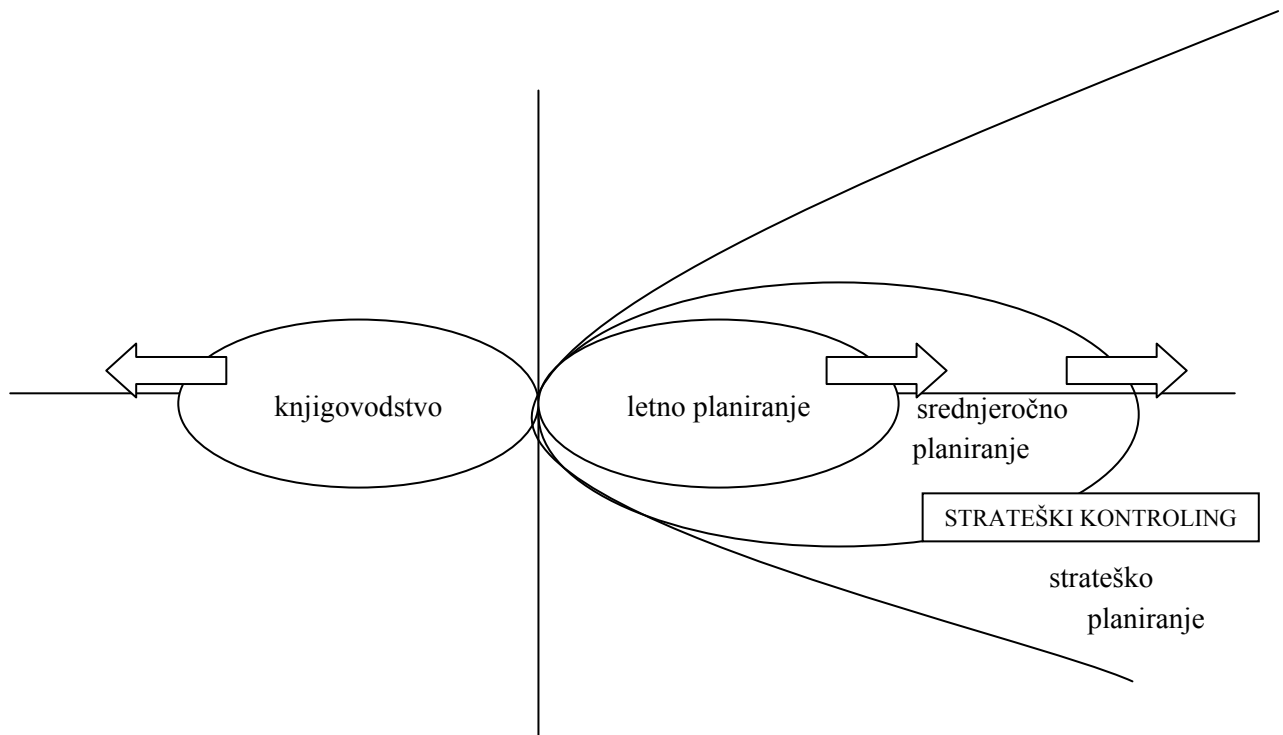 knjigovodstvo
letno planiranje
srednjeročno
planiranje
STRATEŠKI KONTROLING
strateško
planiranje